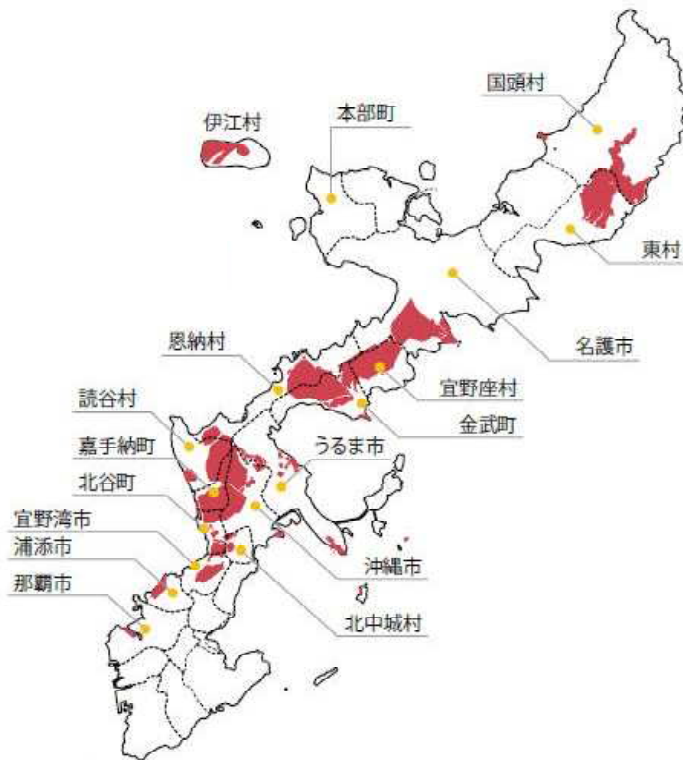 国頭村
本部町
伊江村
東村
名護市
恩納村
宜野座村
読谷村
金武町
嘉手納町
うるま市
北谷町
宜野湾市
浦添市
沖縄市
那覇市
北中城村